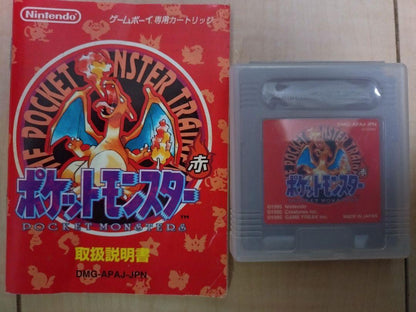 Nintendo
ゲームボーイ専用カートリッジ
THE POCKET MONSTER TRAINER
赤
ポケットモンスター
TM
POCKET MONSTERS
取扱説明書
DMG-APAJ-JPN
DMG-APAJ-JPN
POCKET MONSTER
ポケットモンスター
©1995 Nintendo
©1995 Creatures inc.
©1995 GAME FREAK inc.
MADE IN JAPAN